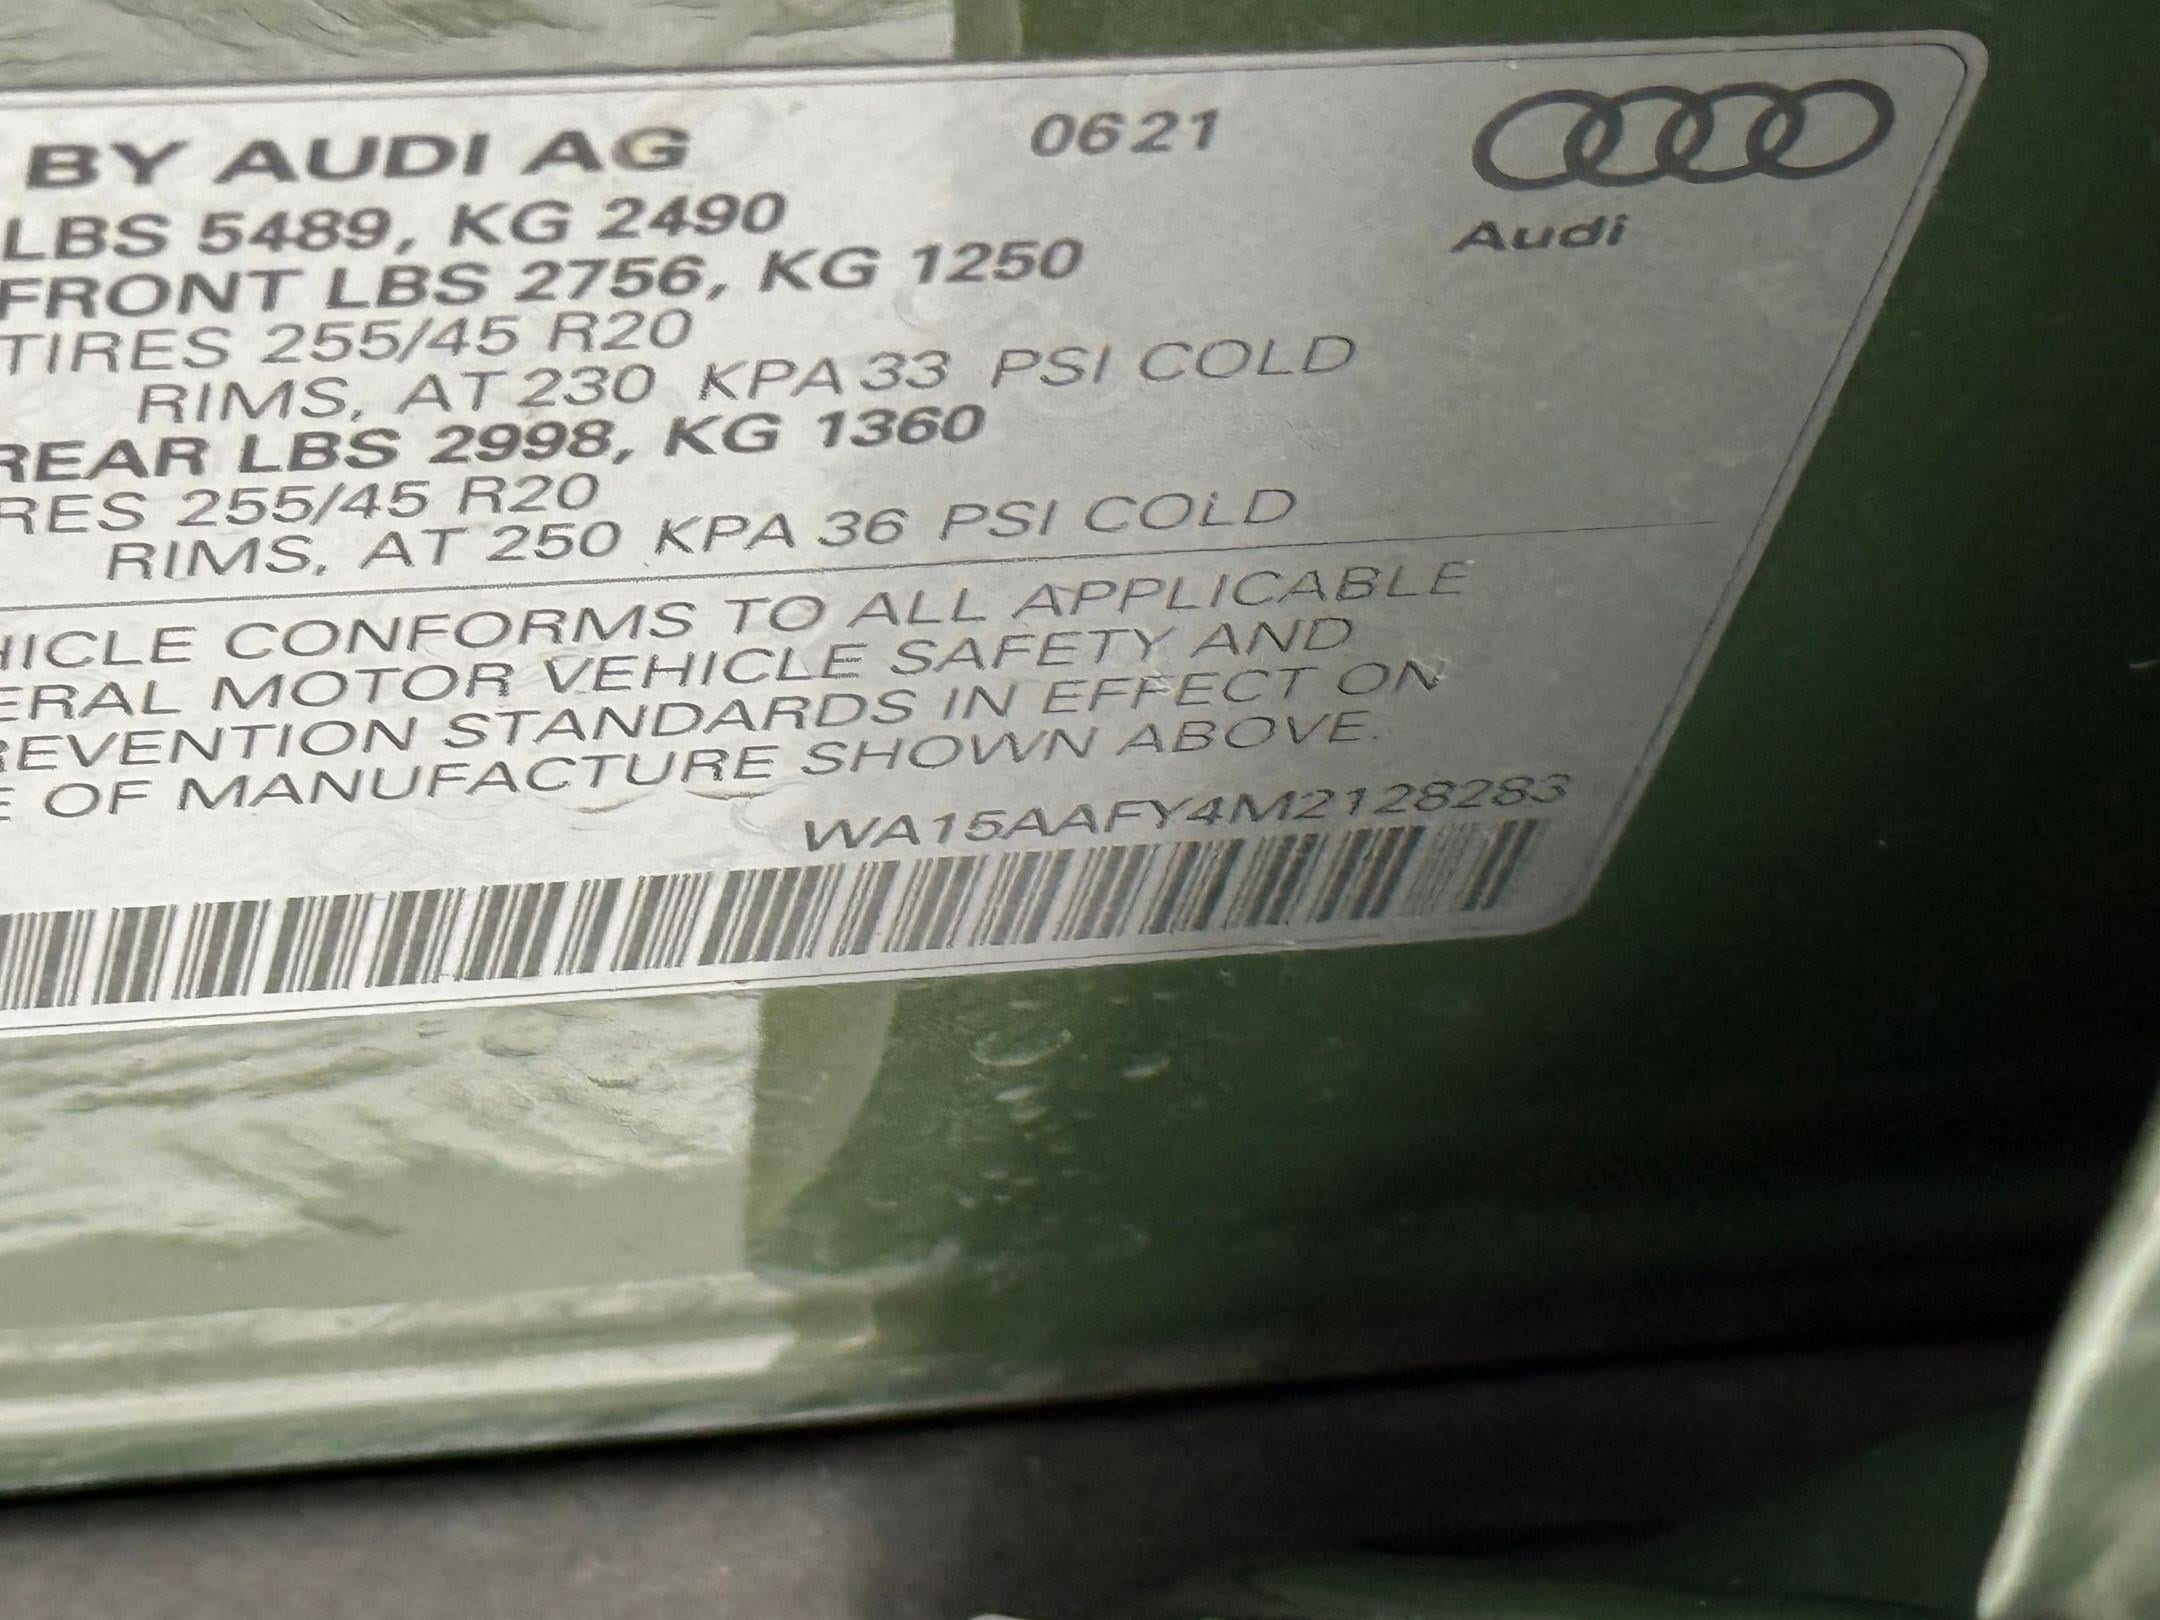 BY AUDI AG 0621
LBS 5489, KG 2490
Audi
FRONT LBS 2756, KG 1250
TIRES 255/45 R20
RIMS, AT 230 KPA 33 PSI COLD
REAR LBS 2998, KG 1360
RES 255/45 R20
RIMS, AT 250 KPA 36 PSI COLD
HICLE CONFORMS TO ALL APPLICABLE
ERAL MOTOR VEHICLE SAFETY AND
REVENTION STANDARDS IN EFFECT ON
E OF MANUFACTURE SHOWN ABOVE.
WA15AAFY4M2128283